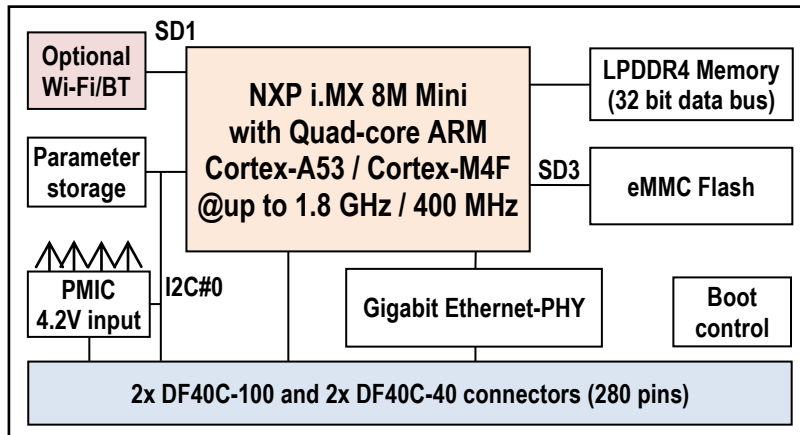 SD1
Optional
Wi-Fi/BT
NXP i.MX 8M Mini
with Quad-core ARM
Cortex-A53 / Cortex-M4F
@up to 1.8 GHz / 400 MHz
LPDDR4 Memory
(32 bit data bus)
Parameter
storage
SD3
eMMC Flash
PMIC
4.2V input
I2C#0
Gigabit Ethernet-PHY
Boot
control
2x DF40C-100 and 2x DF40C-40 connectors (280 pins)